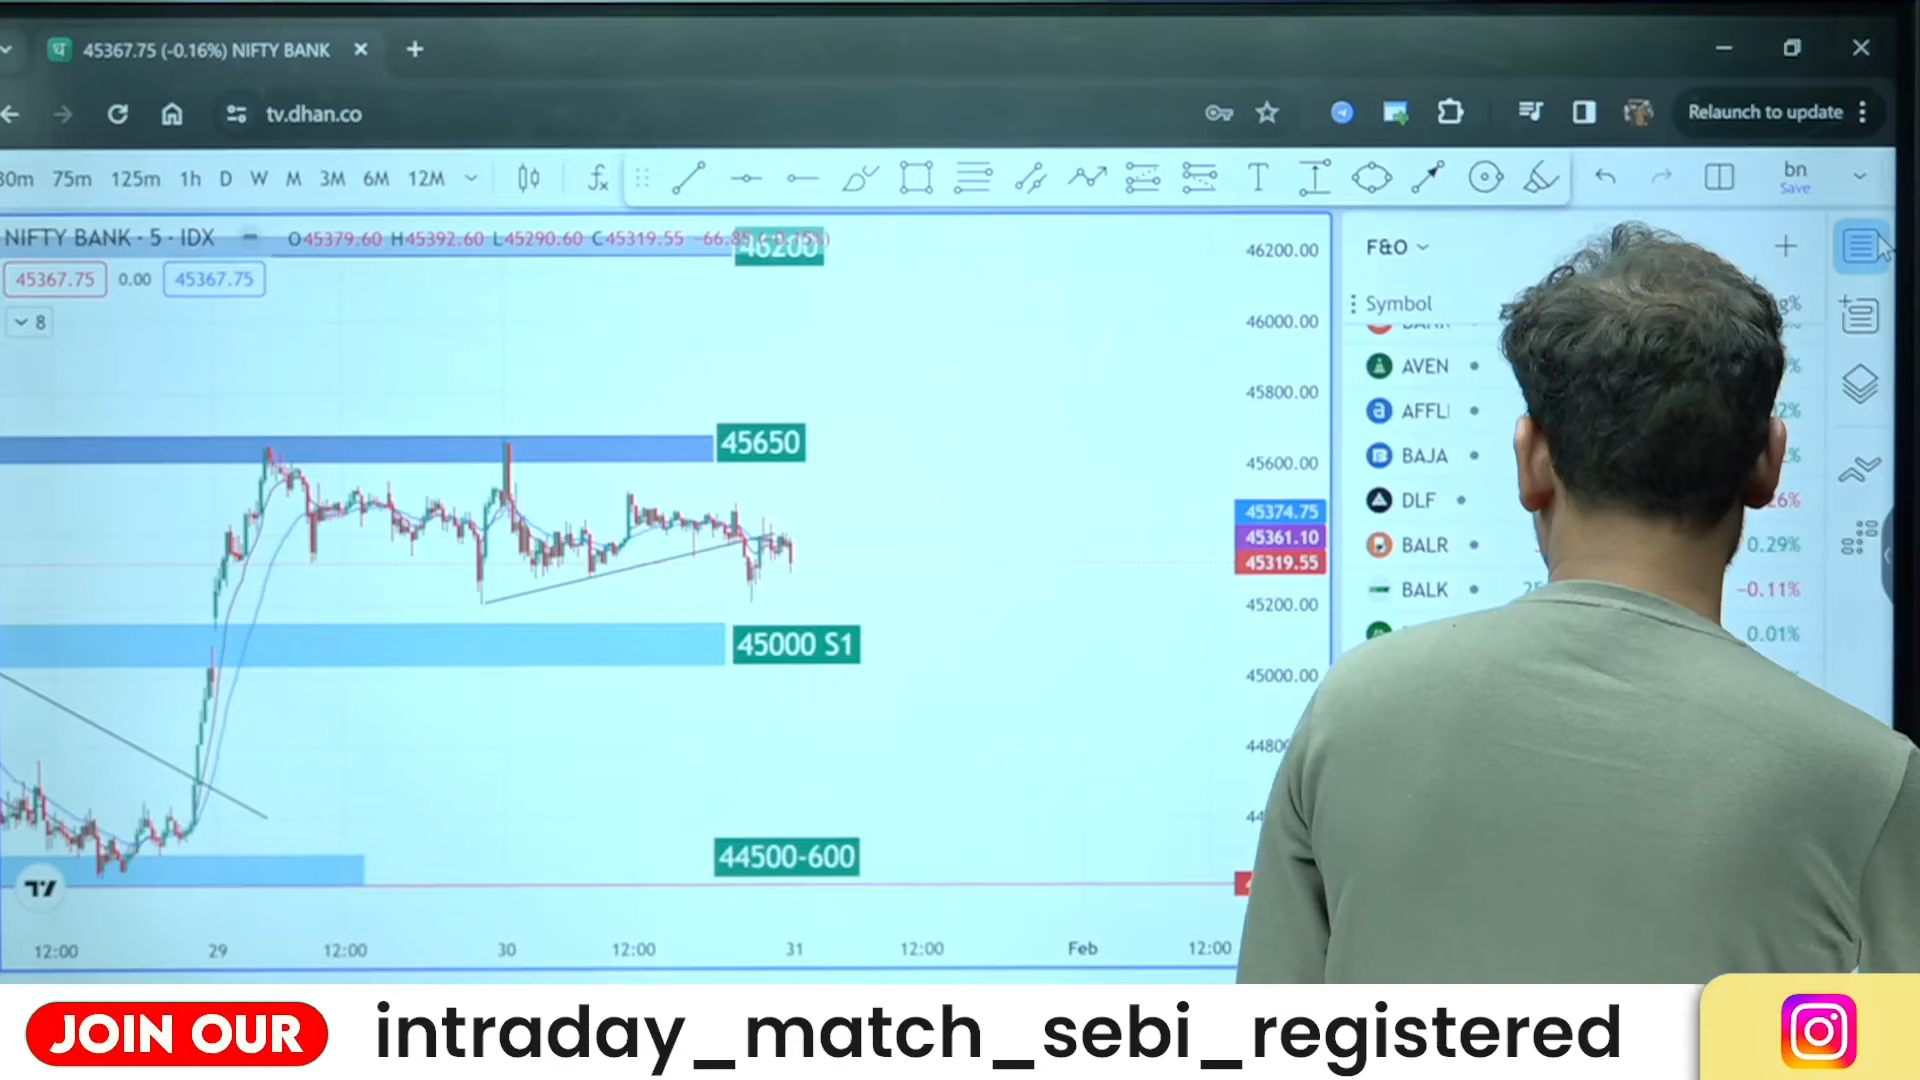 45367.75 (-0.16%) NIFTY BANK
tv.dhan.co
Relaunch to update
30m 75m 125m 1h D W M 3M 6M 12M
T
bn
Save
NIFTY BANK · 5 · IDX O45379.60 H45392.60 L45290.60 C45319.55
46200
45367.75 0.00 45367.75
8
F&O
Symbol
AVEN
AFFLI
BAJA
DLF
BALR 0.29%
BALK −0.11%
0.01%
45650
45000 S1
44500-600
46200.00
46000.00
45800.00
45600.00
45374.75
45361.10
45319.55
45200.00
45000.00
12:00 29 12:00 30 12:00 31 12:00 Feb 12:00
JOIN OUR intraday_match_sebi_registered